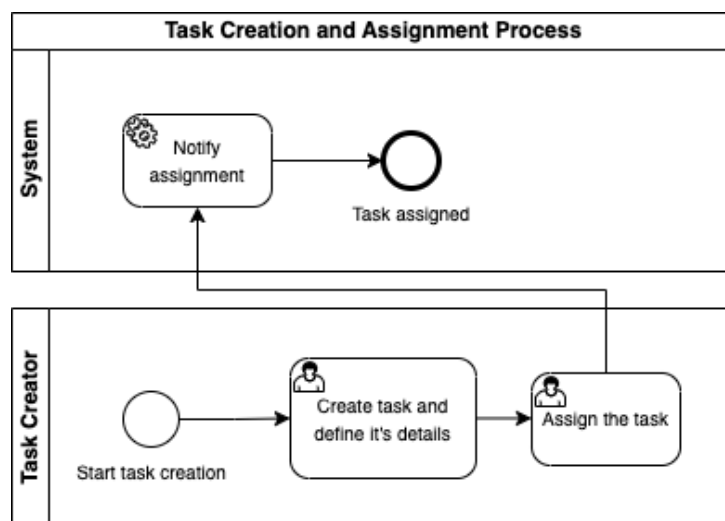 Task Creation and Assignment Process
System
Notify
assignment
Task assigned
Task Creator
Start task creation
Create task and
define it's details
Assign the task